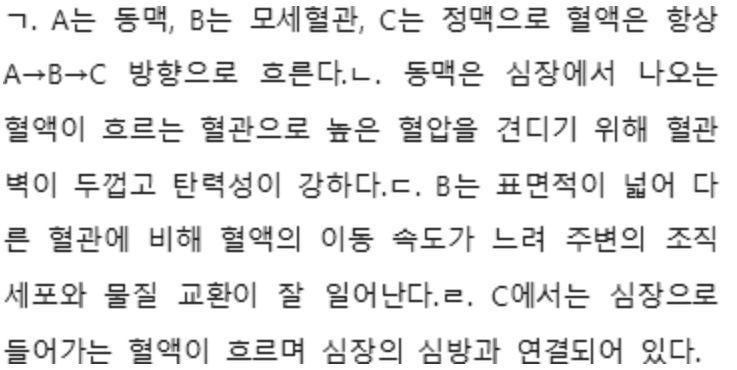 ㄱ. A는 동맥, B는 모세혈관, C는 정맥으로 혈액은 항상
A→B→C 방향으로 흐른다.ㄴ. 동맥은 심장에서 나오는
혈액이 흐르는 혈관으로 높은 혈압을 견디기 위해 혈관
벽이 두껍고 탄력성이 강하다.ㄷ. B는 표면적이 넓어 다
른 혈관에 비해 혈액의 이동 속도가 느려 주변의 조직
세포와 물질 교환이 잘 일어난다.ㄹ. C에서는 심장으로
들어가는 혈액이 흐르며 심장의 심방과 연결되어 있다.